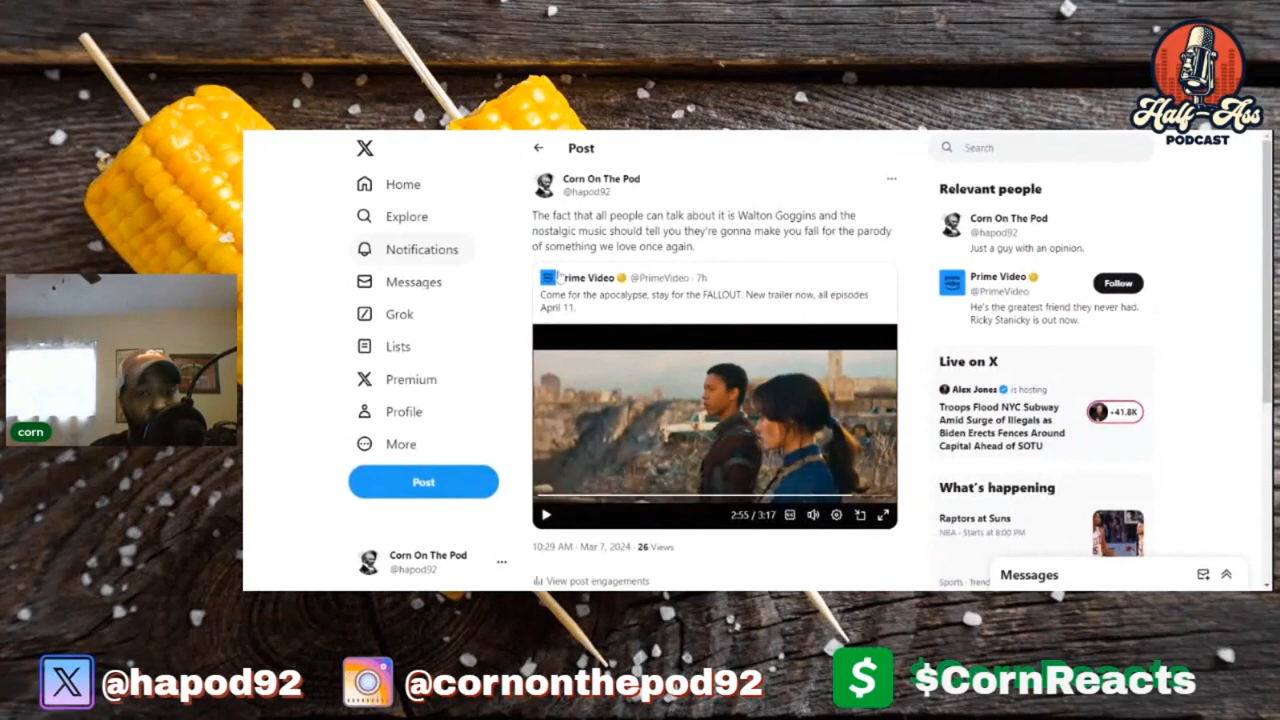 Half-Ass
PODCAST
Home
Explore
Notifications
Messages
Grok
Lists
Premium
Profile
More
Post
Corn On The Pod
@hapod92
Post
Corn On The Pod
@hapod92
The fact that all people can talk about it is Walton Goggins and the
nostalgic music should tell you they're gonna make you fall for the parody
of something we love once again.
rime Video @PrimeVideo · 7h
Come for the apocalypse, stay for the FALLOUT. New trailer now, all episodes
April 11.
2:55 / 3:17
10:29 AM · Mar 7, 2024 · 26 Views
View post engagements
Search
Relevant people
Corn On The Pod
@hapod92
Just a guy with an opinion.
Prime Video
@PrimeVideo
Follow
He's the greatest friend they never had.
Ricky Stanicky is out now.
Live on X
Alex Jones is hosting
Troops Flood NYC Subway
Amid Surge of Illegals as
Biden Erects Fences Around
Capital Ahead of SOTU
+41.8K
What's happening
Raptors at Suns
NBA · Starts at 8:00 PM
Sports · Trend
Messages
corn
@hapod92
@cornonthepod92
$CornReacts